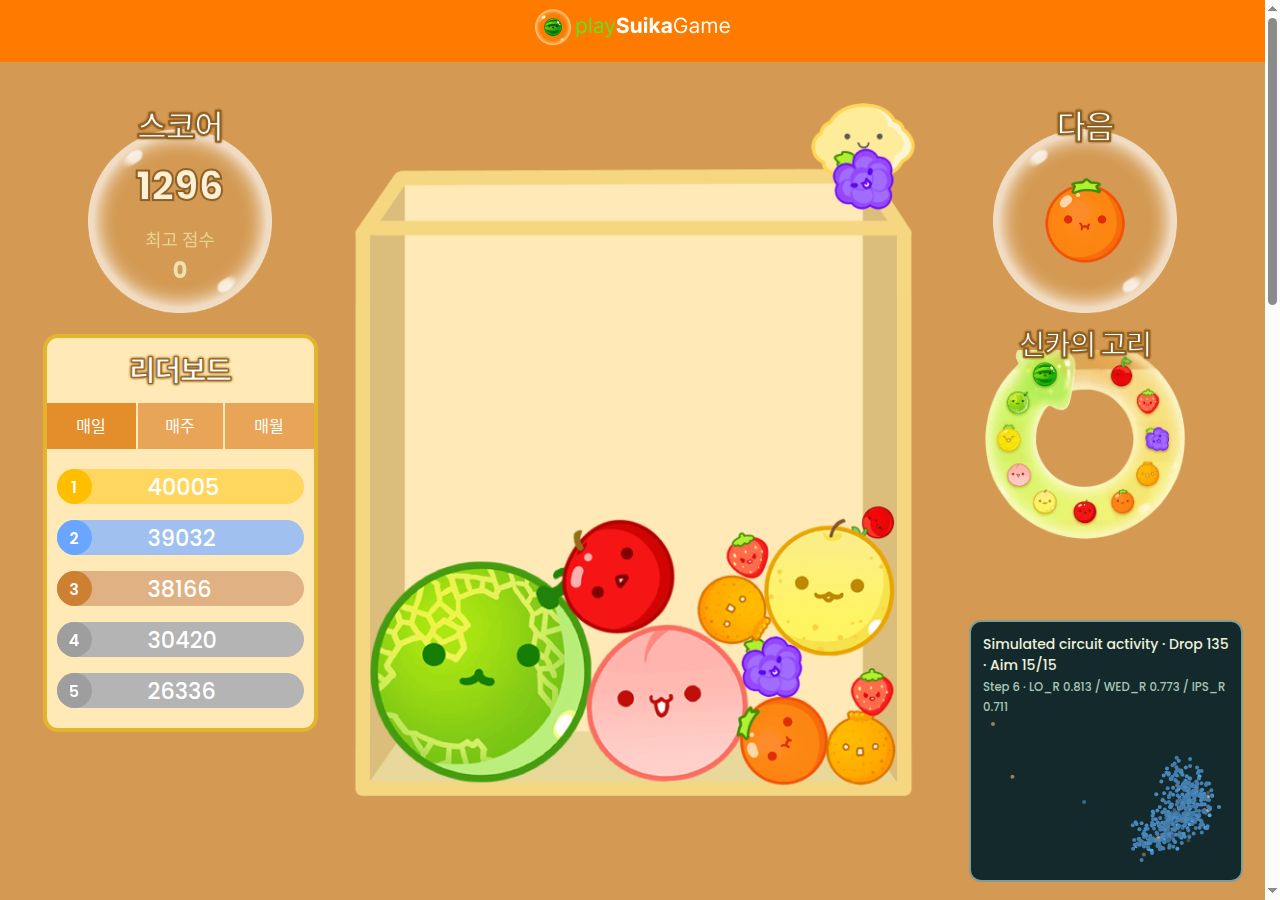 playSuikaGame
스코어
1296
최고 점수
0
리더보드
매일 매주 매월
1 40005
2 39032
3 38166
4 30420
5 26336
다음
신카의 고리
Simulated circuit activity · Drop 135
· Aim 15/15
Step 6 · LO_R 0.813 / WED_R 0.773 / IPS_R
0.711